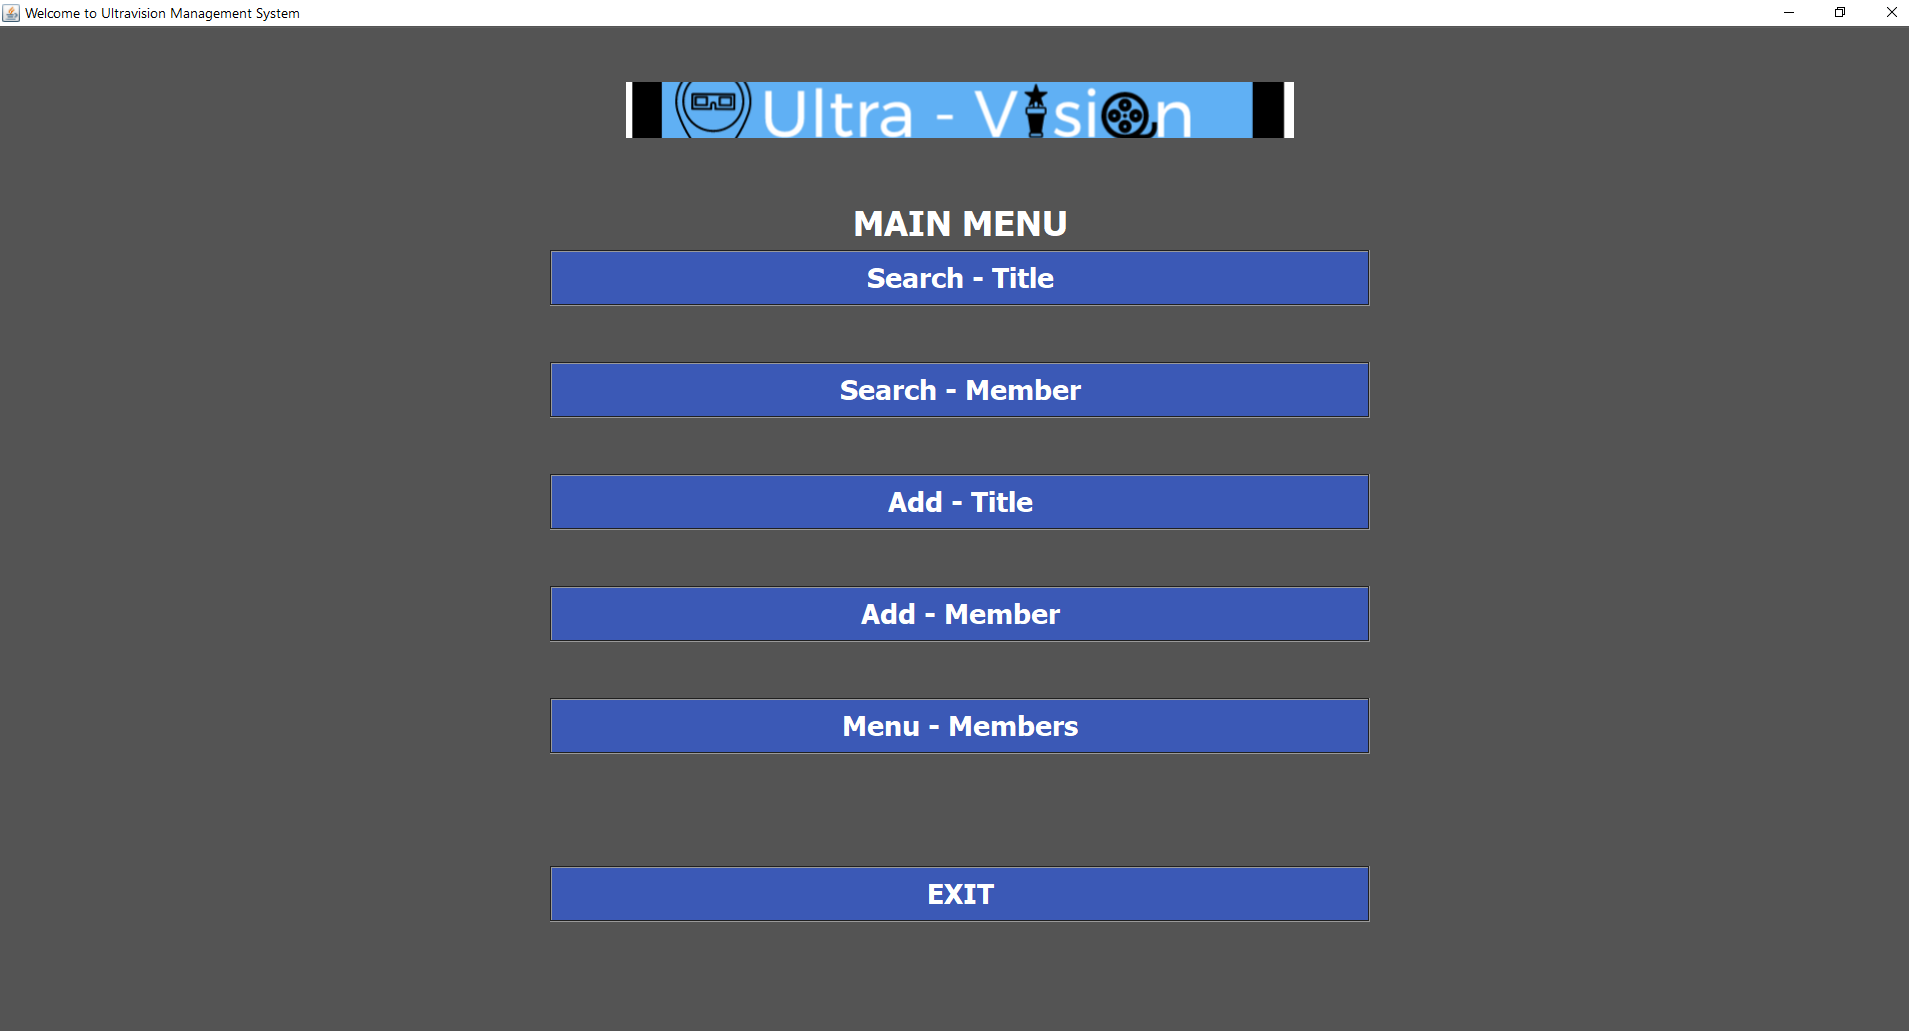 Welcome to Ultravision Management System
Ultra - Vision
MAIN MENU
Search - Title
Search - Member
Add - Title
Add - Member
Menu - Members
EXIT